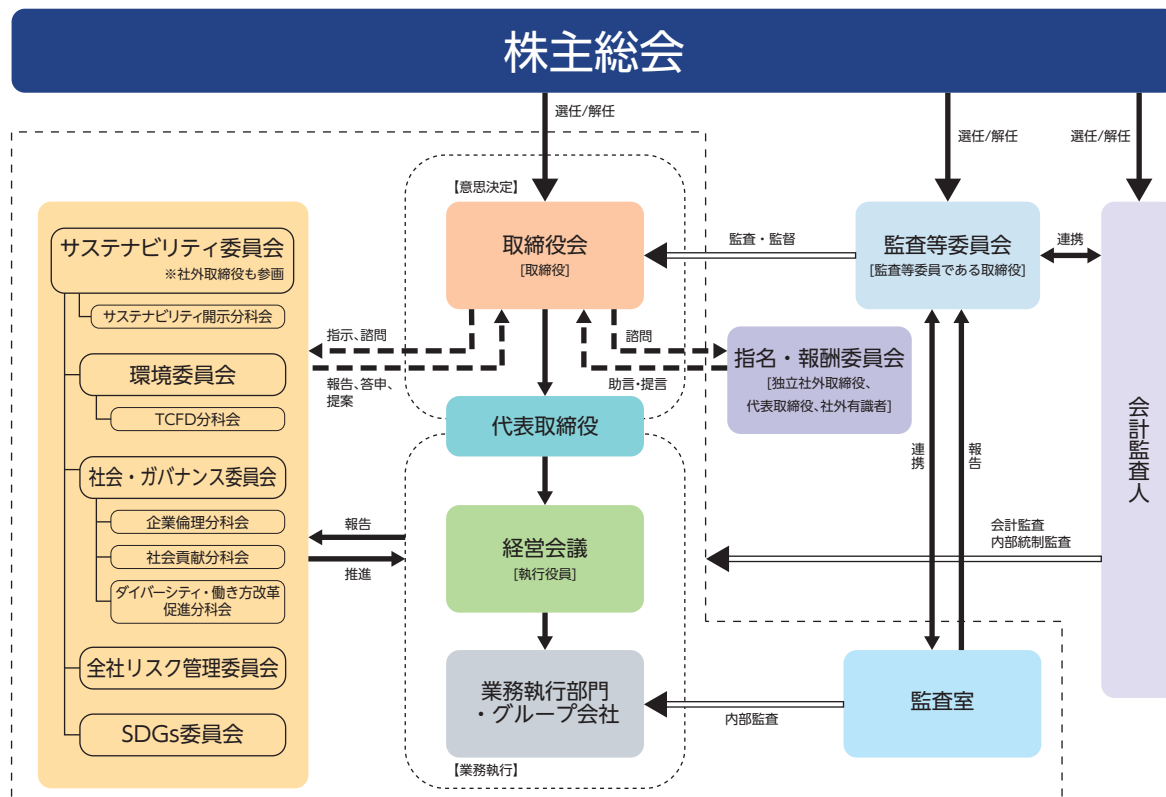 株主総会
選任/解任
選任/解任
選任/解任
【意思決定】
サステナビリティ委員会
※社外取締役も参画
サステナビリティ開示分科会
環境委員会
TCFD分科会
社会・ガバナンス委員会
企業倫理分科会
社会貢献分科会
ダイバーシティ・働き方改革
促進分科会
全社リスク管理委員会
SDGs委員会
指示、諮問
報告、答申、
提案
報告
推進
取締役会
[取締役]
代表取締役
経営会議
[執行役員]
業務執行部門
・グループ会社
【業務執行】
監査・監督
諮問
助言・提言
監査等委員会
[監査等委員である取締役]
連携
指名・報酬委員会
[独立社外取締役、
代表取締役、社外有識者]
連携
報告
会計監査
内部統制監査
内部監査
監査室
会計監査人